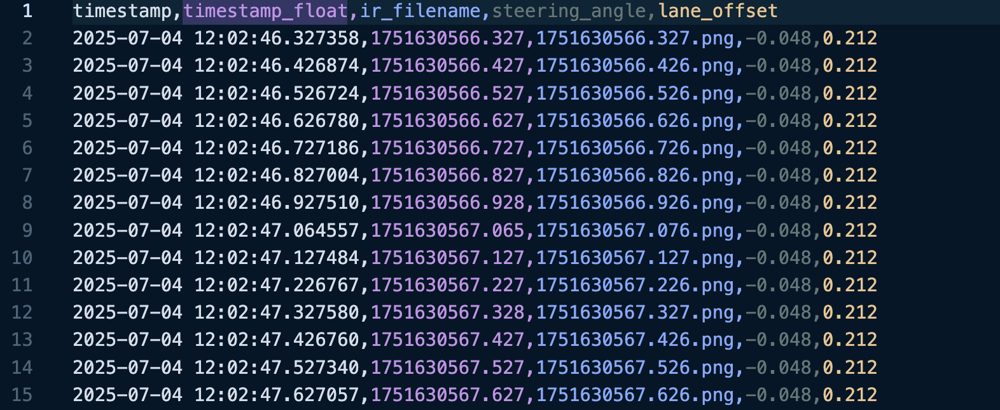 1 timestamp,timestamp_float,ir_filename,steering_angle,lane_offset
2 2025-07-04 12:02:46.327358,1751630566.327,1751630566.327.png,-0.048,0.212
3 2025-07-04 12:02:46.426874,1751630566.427,1751630566.426.png,-0.048,0.212
4 2025-07-04 12:02:46.526724,1751630566.527,1751630566.526.png,-0.048,0.212
5 2025-07-04 12:02:46.626780,1751630566.627,1751630566.626.png,-0.048,0.212
6 2025-07-04 12:02:46.727186,1751630566.727,1751630566.726.png,-0.048,0.212
7 2025-07-04 12:02:46.827004,1751630566.827,1751630566.826.png,-0.048,0.212
8 2025-07-04 12:02:46.927510,1751630566.928,1751630566.926.png,-0.048,0.212
9 2025-07-04 12:02:47.064557,1751630567.065,1751630567.076.png,-0.048,0.212
10 2025-07-04 12:02:47.127484,1751630567.127,1751630567.127.png,-0.048,0.212
11 2025-07-04 12:02:47.226767,1751630567.227,1751630567.226.png,-0.048,0.212
12 2025-07-04 12:02:47.327580,1751630567.328,1751630567.327.png,-0.048,0.212
13 2025-07-04 12:02:47.426760,1751630567.427,1751630567.426.png,-0.048,0.212
14 2025-07-04 12:02:47.527340,1751630567.527,1751630567.526.png,-0.048,0.212
15 2025-07-04 12:02:47.627057,1751630567.627,1751630567.626.png,-0.048,0.212